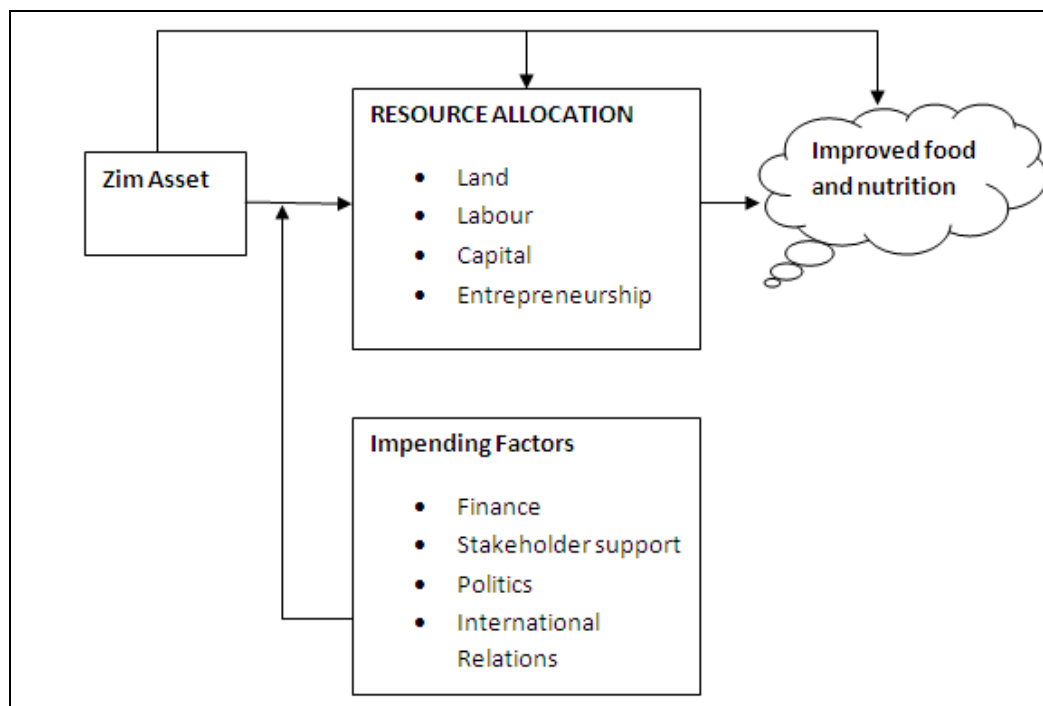 Zim Asset
RESOURCE ALLOCATION
• Land
• Labour
• Capital
• Entrepreneurship
Improved food
and nutrition
Impending Factors
• Finance
• Stakeholder support
• Politics
• International
Relations